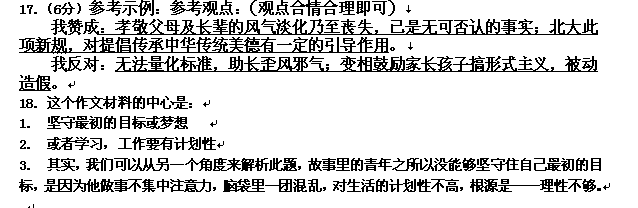 17.（6分）参考示例：参考观点：（观点合情合理即可）↓
我赞成：孝敬父母及长辈的风气淡化乃至丧失，已是无可否认的事实；北大此
项新规，对提倡传承中华传统美德有一定的引导作用。↵
我反对：无法量化标准，助长歪风邪气；变相鼓励家长孩子搞形式主义，被动
造假。↵
18. 这个作文材料的中心是： ↵
1. 坚守最初的目标或梦想 ↵
2. 或者学习，工作要有计划性↵
3. 其实，我们可以从另一个角度来解析此题，故事里的青年之所以没能够坚守住自己最初的目
标，是因为他做事不集中注意力，脑袋里一团混乱，对生活的计划性不高，根源是——理性不够。↵
↵